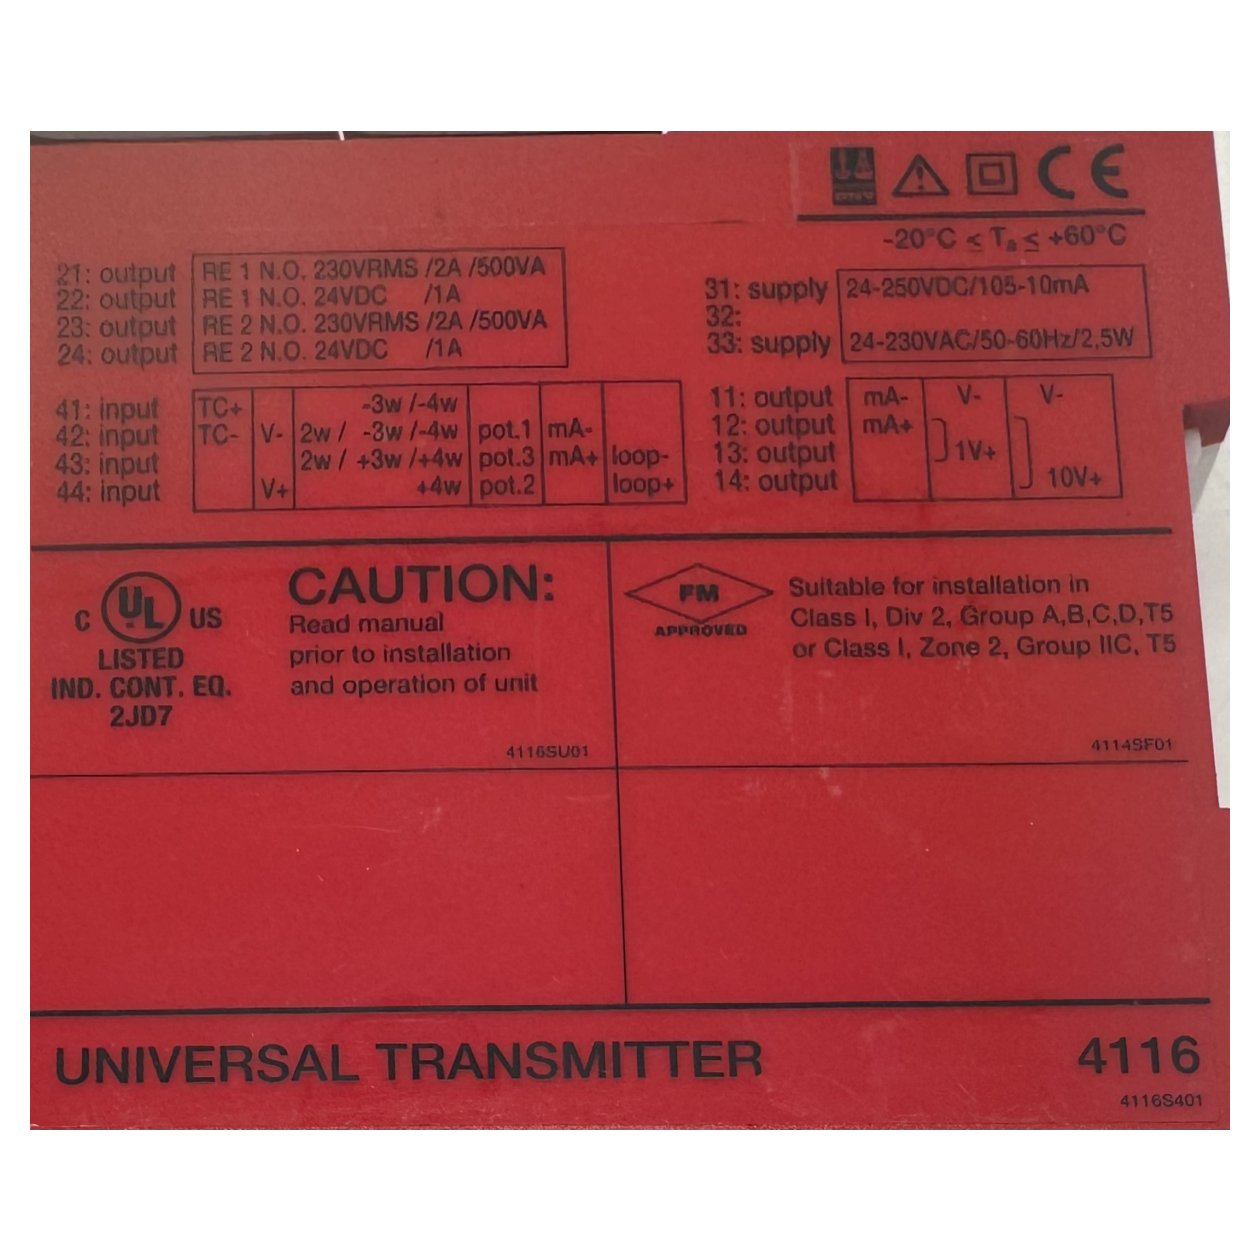 CE
-20°C ≤ Ta ≤ +60°C
21: output RE 1 N.O. 230VRMS /2A /500VA
22: output RE 1 N.O. 24VDC /1A
23: output RE 2 N.O. 230VRMS /2A /500VA
24: output RE 2 N.O. 24VDC /1A
31: supply 24-250VDC/105-10mA
32:
33: supply 24-230VAC/50-60Hz/2,5W
41: input TC+ -3w /-4w
42: input TC- V- 2w / -3w /-4w pot.1 mA-
43: input 2w / +3w /+4w pot.3 mA+ loop-
44: input V+ +4w pot.2 loop+
11: output mA- V- V-
12: output mA+
13: output 1V+
14: output 10V+
C UL US
LISTED
IND. CONT. EQ.
2JD7
CAUTION:
Read manual
prior to installation
and operation of unit
4116SU01
FM
APPROVED
Suitable for installation in
Class I, Div 2, Group A,B,C,D,T5
or Class I, Zone 2, Group IIC, T5
4114SF01
UNIVERSAL TRANSMITTER
4116
4116S401